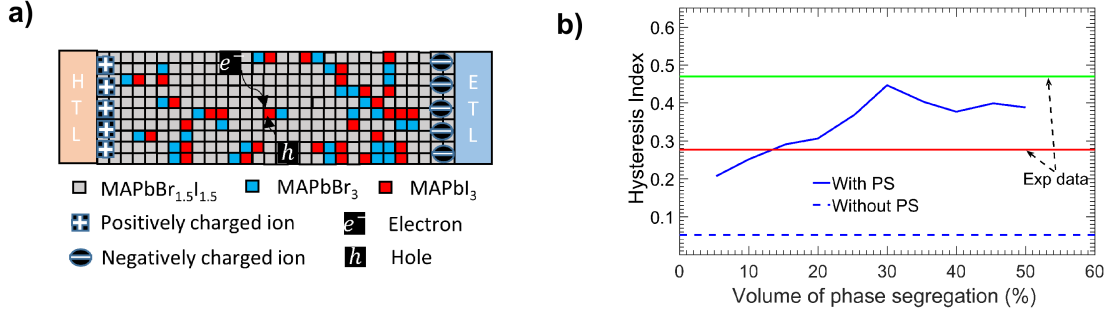 a)
H
T
L
e⁻
h
E
T
L
MAPbBr1.5I1.5
MAPbBr3
MAPbI3
Positively charged ion
e⁻ Electron
Negatively charged ion
h Hole
b)
Hysteresis Index
0.6
0.5
0.4
0.3
0.2
0.1
Exp data
With PS
Without PS
0 10 20 30 40 50 60
Volume of phase segregation (%)